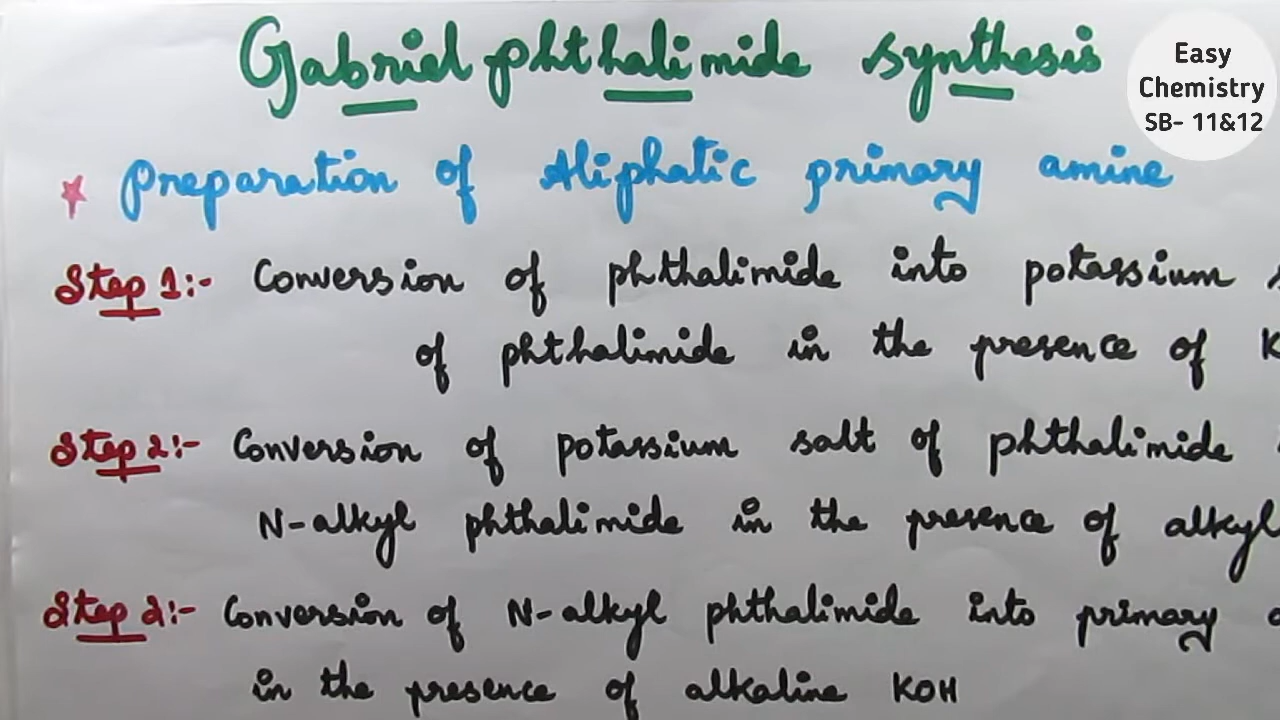 Gabriel phthalimide synthesis
Easy
Chemistry
SB- 11&12
Preparation of Aliphatic primary amine
Step 1:- Conversion of phthalimide into potassium
of phthalimide in the presence of
Step 2:- Conversion of potassium salt of phthalimide
N-alkyl phthalimide in the presence of alkyl
Step 2:- Conversion of N-alkyl phthalimide into primary
in the presence of alkaline KOH